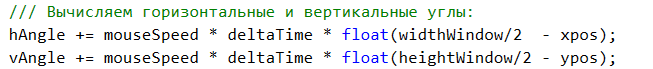 /// Вычисляем горизонтальные и вертикальные углы:
hAngle += mouseSpeed * deltaTime * float(widthWindow/2  - xpos);
vAngle += mouseSpeed * deltaTime * float(heightWindow/2 - ypos);